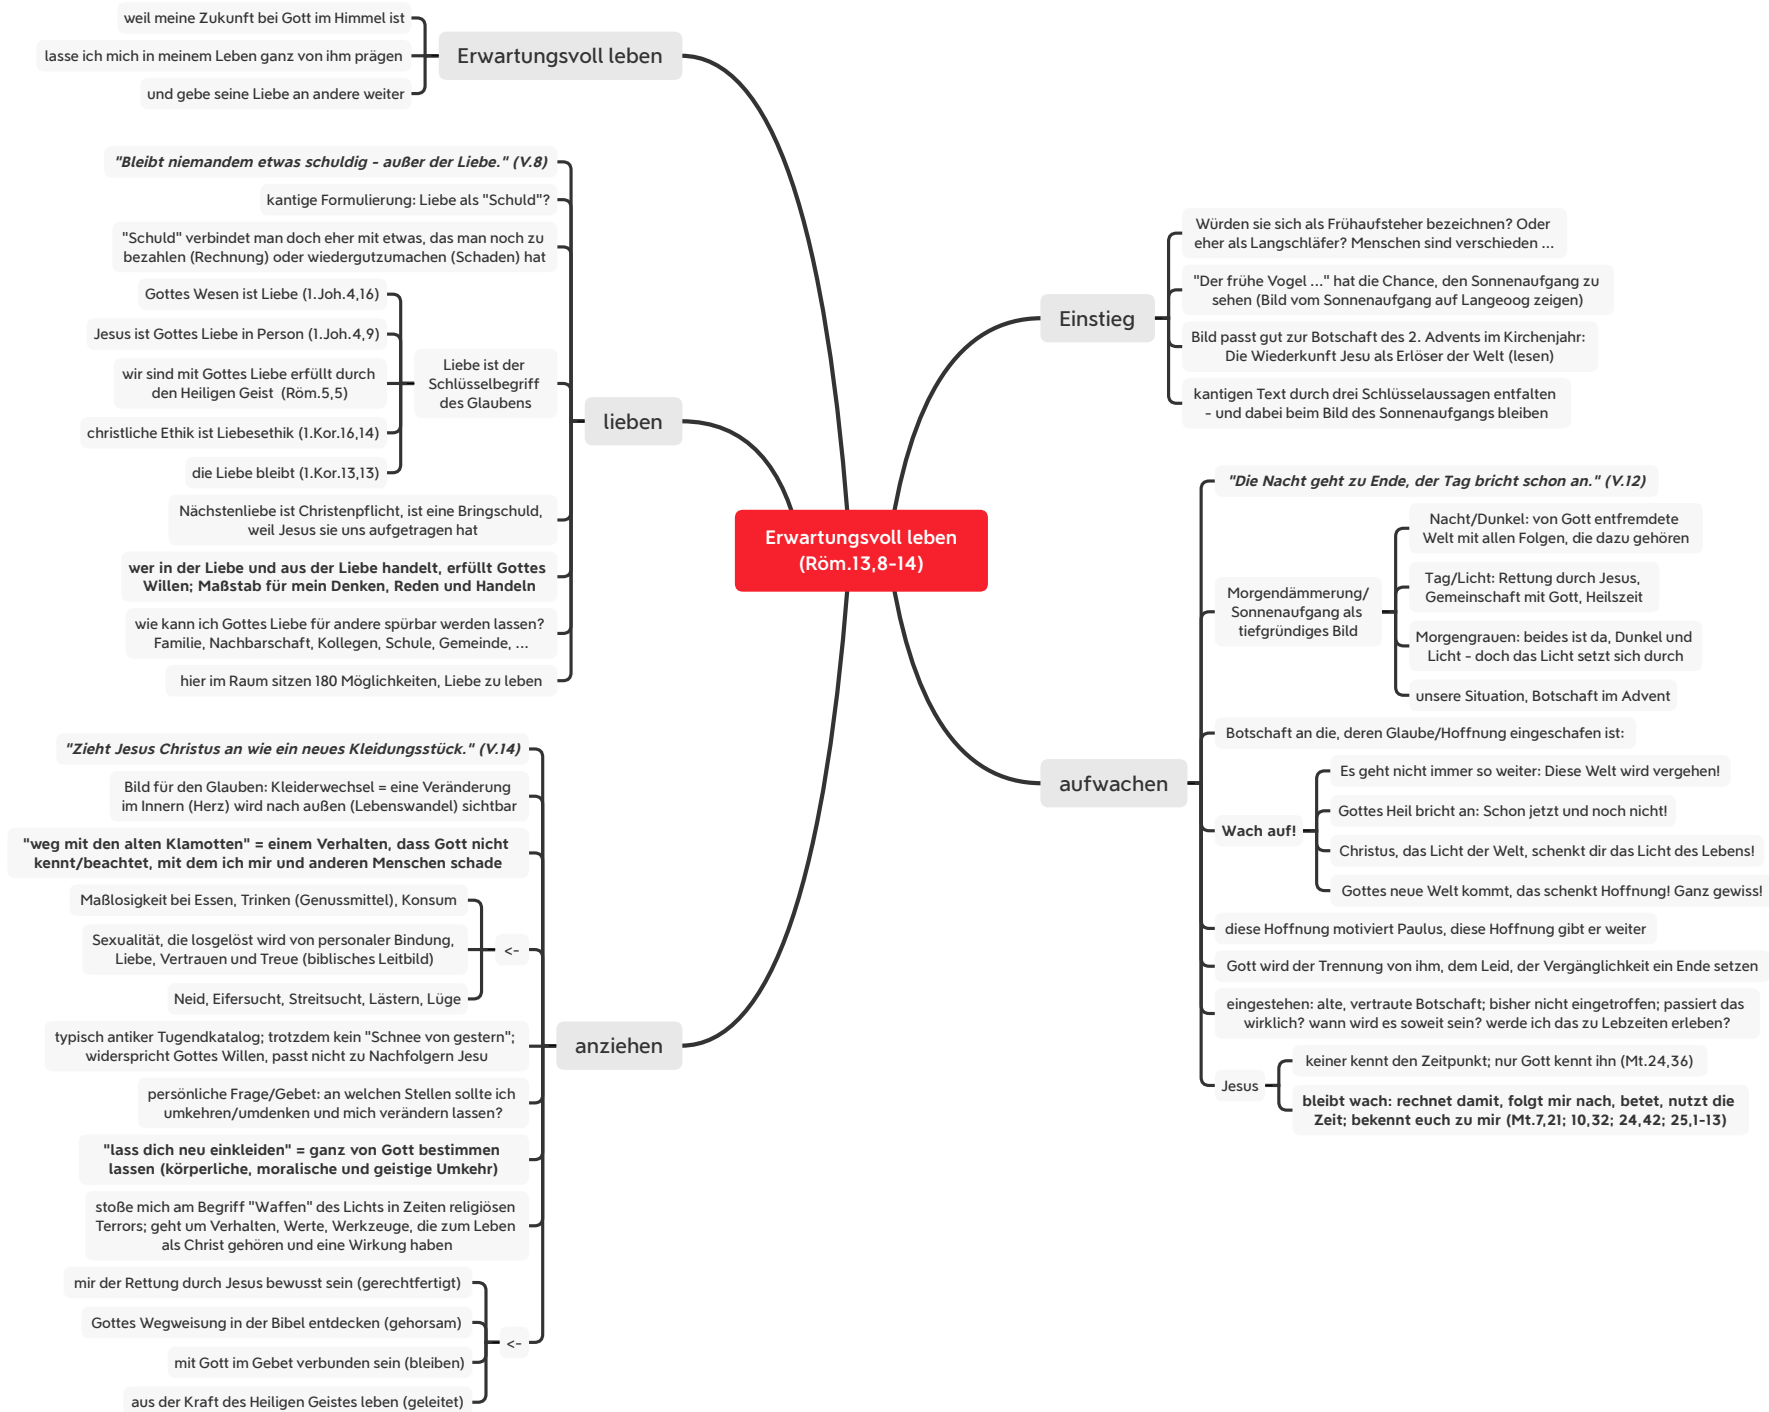 Erwartungsvoll leben
(Röm.13,8-14)
Einstieg
Würden sie sich als Frühaufsteher bezeichnen? Oder
eher als Langschläfer? Menschen sind verschieden ...
"Der frühe Vogel ..." hat die Chance, den Sonnenaufgang zu
sehen (Bild vom Sonnenaufgang auf Langeoog zeigen)
Bild passt gut zur Botschaft des 2. Advents im Kirchenjahr:
Die Wiederkunft Jesu als Erlöser der Welt (lesen)
kantigen Text durch drei Schlüsselaussagen entfalten
- und dabei beim Bild des Sonnenaufgangs bleiben
aufwachen
"Die Nacht geht zu Ende, der Tag bricht schon an." (V.12)
Morgendämmerung/
Sonnenaufgang als
tiefgründiges Bild
Nacht/Dunkel: von Gott entfremdete
Welt mit allen Folgen, die dazu gehören
Tag/Licht: Rettung durch Jesus,
Gemeinschaft mit Gott, Heilszeit
Morgengrauen: beides ist da, Dunkel und
Licht - doch das Licht setzt sich durch
unsere Situation, Botschaft im Advent
Botschaft an die, deren Glaube/Hoffnung eingeschafen ist:
Wach auf!
Es geht nicht immer so weiter: Diese Welt wird vergehen!
Gottes Heil bricht an: Schon jetzt und noch nicht!
Christus, das Licht der Welt, schenkt dir das Licht des Lebens!
Gottes neue Welt kommt, das schenkt Hoffnung! Ganz gewiss!
diese Hoffnung motiviert Paulus, diese Hoffnung gibt er weiter
Gott wird der Trennung von ihm, dem Leid, der Vergänglichkeit ein Ende setzen
eingestehen: alte, vertraute Botschaft; bisher nicht eingetroffen; passiert das
wirklich? wann wird es soweit sein? werde ich das zu Lebzeiten erleben?
Jesus
keiner kennt den Zeitpunkt; nur Gott kennt ihn (Mt.24,36)
bleibt wach: rechnet damit, folgt mir nach, betet, nutzt die
Zeit; bekennt euch zu mir (Mt.7,21; 10,32; 24,42; 25,1-13)
anziehen
"Zieht Jesus Christus an wie ein neues Kleidungsstück." (V.14)
Bild für den Glauben: Kleiderwechsel = eine Veränderung
im Innern (Herz) wird nach außen (Lebenswandel) sichtbar
"weg mit den alten Klamotten" = einem Verhalten, dass Gott nicht
kennt/beachtet, mit dem ich mir und anderen Menschen schade
<-
Maßlosigkeit bei Essen, Trinken (Genussmittel), Konsum
Sexualität, die losgelöst wird von personaler Bindung,
Liebe, Vertrauen und Treue (biblisches Leitbild)
Neid, Eifersucht, Streitsucht, Lästern, Lüge
typisch antiker Tugendkatalog; trotzdem kein "Schnee von gestern";
widerspricht Gottes Willen, passt nicht zu Nachfolgern Jesu
persönliche Frage/Gebet: an welchen Stellen sollte ich
umkehren/umdenken und mich verändern lassen?
"lass dich neu einkleiden" = ganz von Gott bestimmen
lassen (körperliche, moralische und geistige Umkehr)
stoße mich am Begriff "Waffen" des Lichts in Zeiten religiösen
Terrors; geht um Verhalten, Werte, Werkzeuge, die zum Leben
als Christ gehören und eine Wirkung haben
<-
mir der Rettung durch Jesus bewusst sein (gerechtfertigt)
Gottes Wegweisung in der Bibel entdecken (gehorsam)
mit Gott im Gebet verbunden sein (bleiben)
aus der Kraft des Heiligen Geistes leben (geleitet)
lieben
"Bleibt niemandem etwas schuldig - außer der Liebe." (V.8)
kantige Formulierung: Liebe als "Schuld"?
"Schuld" verbindet man doch eher mit etwas, das man noch zu
bezahlen (Rechnung) oder wiedergutzumachen (Schaden) hat
Liebe ist der
Schlüsselbegriff
des Glaubens
Gottes Wesen ist Liebe (1.Joh.4,16)
Jesus ist Gottes Liebe in Person (1.Joh.4,9)
wir sind mit Gottes Liebe erfüllt durch
den Heiligen Geist (Röm.5,5)
christliche Ethik ist Liebesethik (1.Kor.16,14)
die Liebe bleibt (1.Kor.13,13)
Nächstenliebe ist Christenpflicht, ist eine Bringschuld,
weil Jesus sie uns aufgetragen hat
wer in der Liebe und aus der Liebe handelt, erfüllt Gottes
Willen; Maßstab für mein Denken, Reden und Handeln
wie kann ich Gottes Liebe für andere spürbar werden lassen?
Familie, Nachbarschaft, Kollegen, Schule, Gemeinde, ...
hier im Raum sitzen 180 Möglichkeiten, Liebe zu leben
Erwartungsvoll leben
weil meine Zukunft bei Gott im Himmel ist
lasse ich mich in meinem Leben ganz von ihm prägen
und gebe seine Liebe an andere weiter